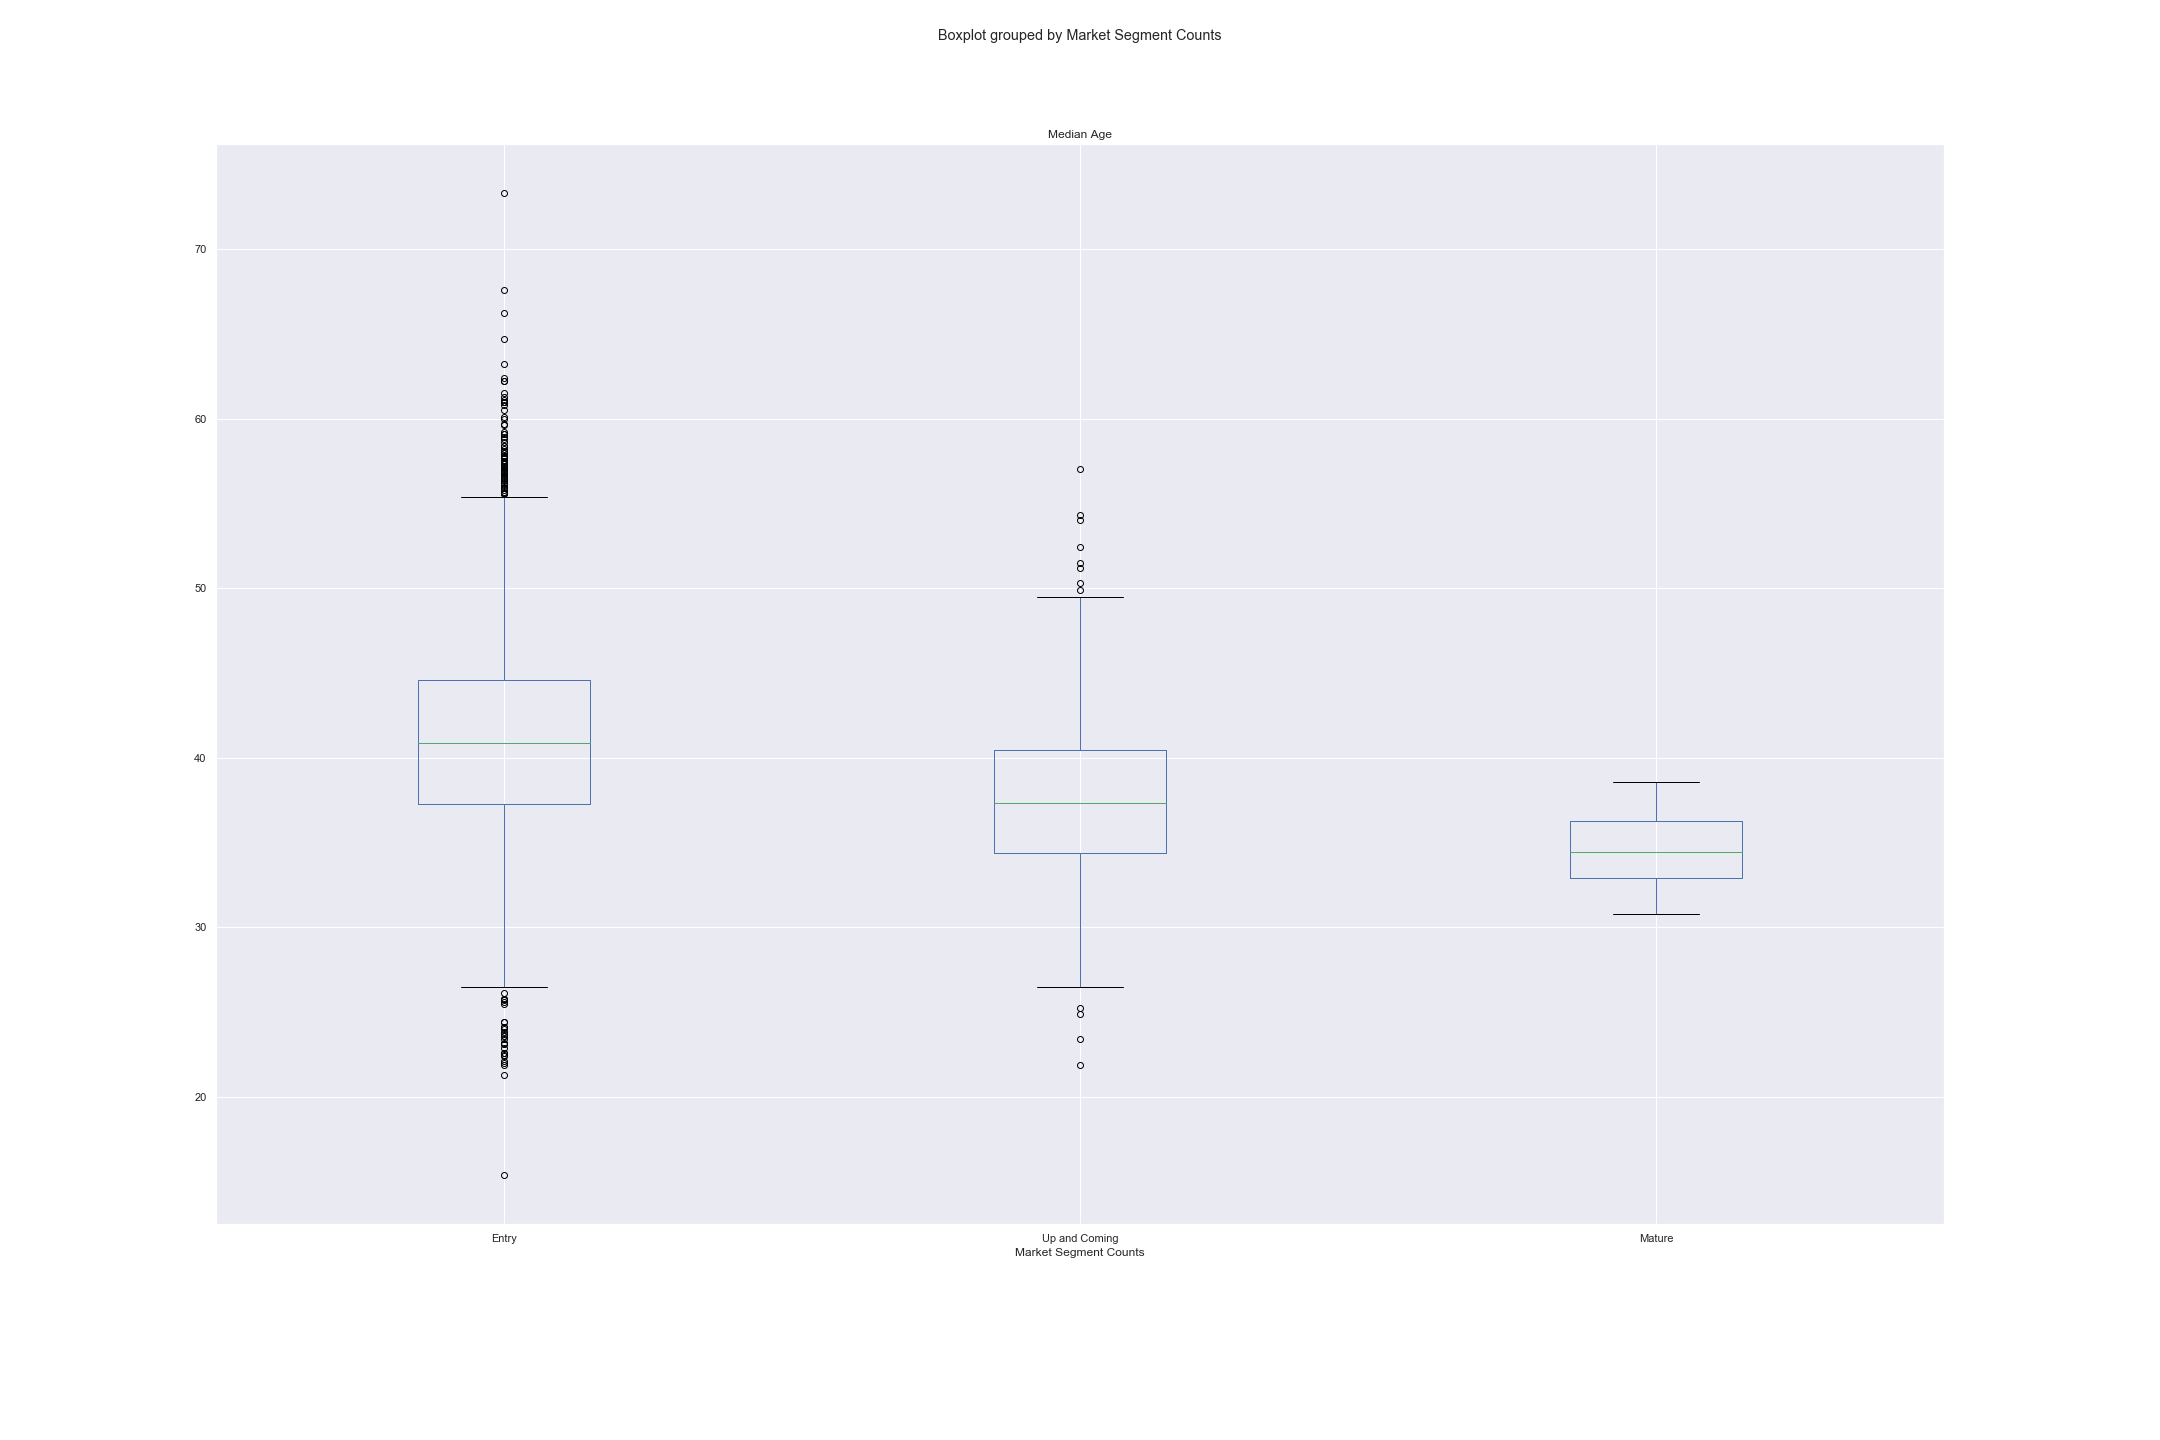 Boxplot grouped by Market Segment Counts
Median Age
70
60
50
40
30
20
Entry
Up and Coming
Mature
Market Segment Counts